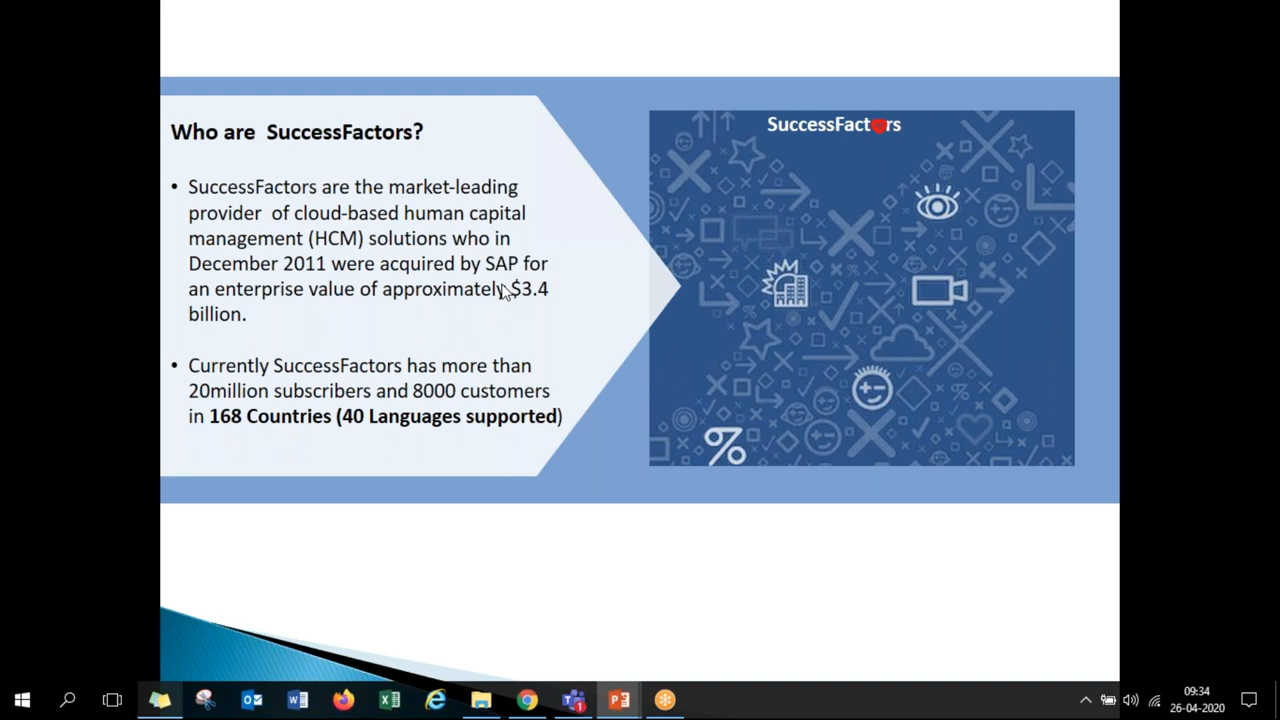 Who are  SuccessFactors?
SuccessFactors
• SuccessFactors are the market-leading
provider  of cloud-based human capital
management (HCM) solutions who in
December 2011 were acquired by SAP for
an enterprise value of approximately $3.4
billion.
• Currently SuccessFactors has more than
20million subscribers and 8000 customers
in 168 Countries (40 Languages supported)
09:34
26-04-2020